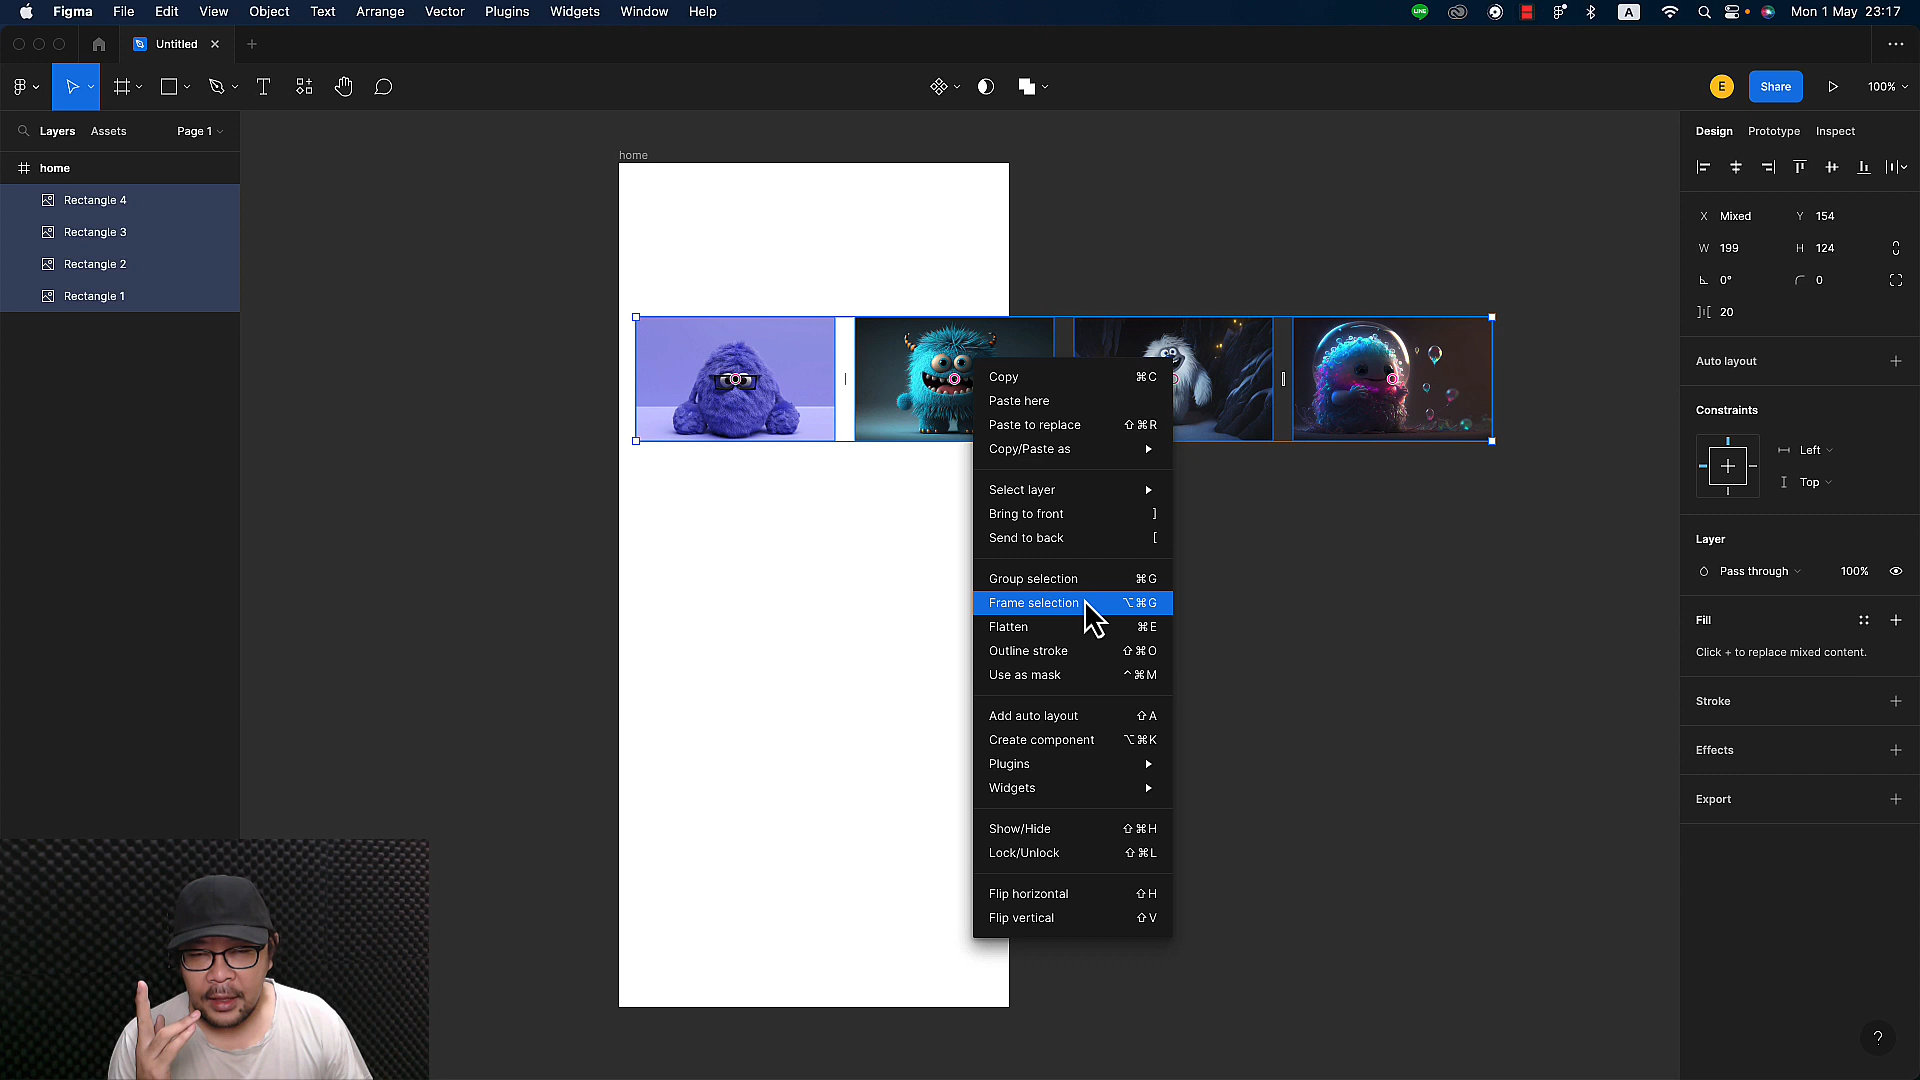 Figma File Edit View Object Text Arrange Vector Plugins Widgets Window Help
A
Mon 1 May 23:17
Untitled
E
Share
100%
Layers Assets
Page 1
Design Prototype Inspect
home
Rectangle 4
Rectangle 3
Rectangle 2
Rectangle 1
home
Copy ⌘C
Paste here
Paste to replace ⇧⌘R
Copy/Paste as
Select layer
Bring to front ]
Send to back [
Group selection ⌘G
Frame selection ⌥⌘G
Flatten ⌘E
Outline stroke ⇧⌘O
Use as mask ^⌘M
Add auto layout ⇧A
Create component ⌥⌘K
Plugins
Widgets
Show/Hide ⇧⌘H
Lock/Unlock ⇧⌘L
Flip horizontal ⇧H
Flip vertical ⇧V
X Mixed Y 154
W 199 H 124
0° 0
20
Auto layout
Constraints
Left
Top
Layer
Pass through 100%
Fill
Click + to replace mixed content.
Stroke
Effects
Export
?